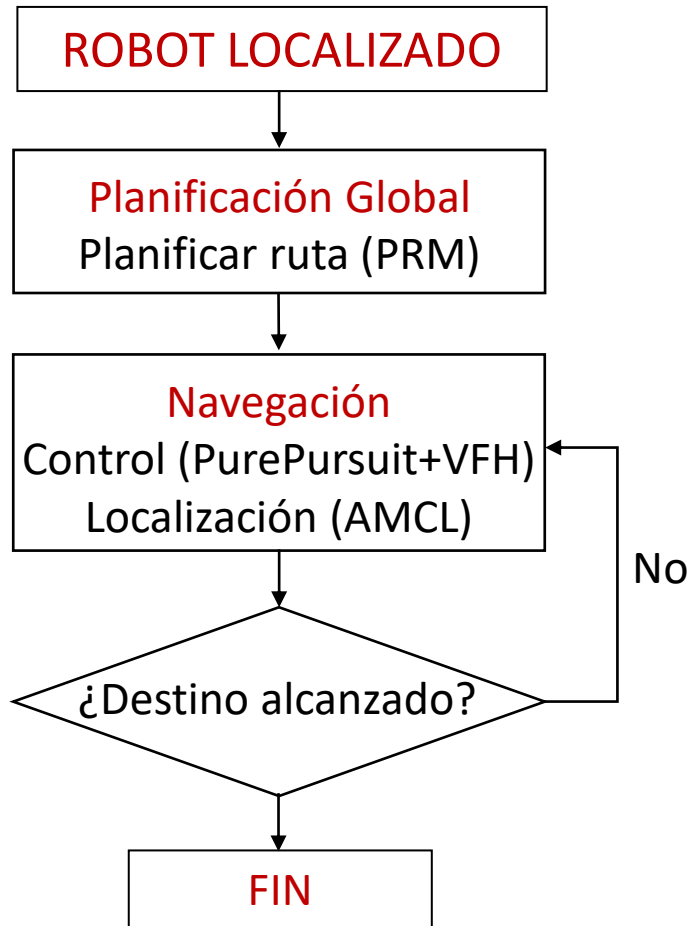 ROBOT LOCALIZADO
Planificación Global
Planificar ruta (PRM)
Navegación
Control (PurePursuit+VFH)
Localización (AMCL)
No
¿Destino alcanzado?
FIN